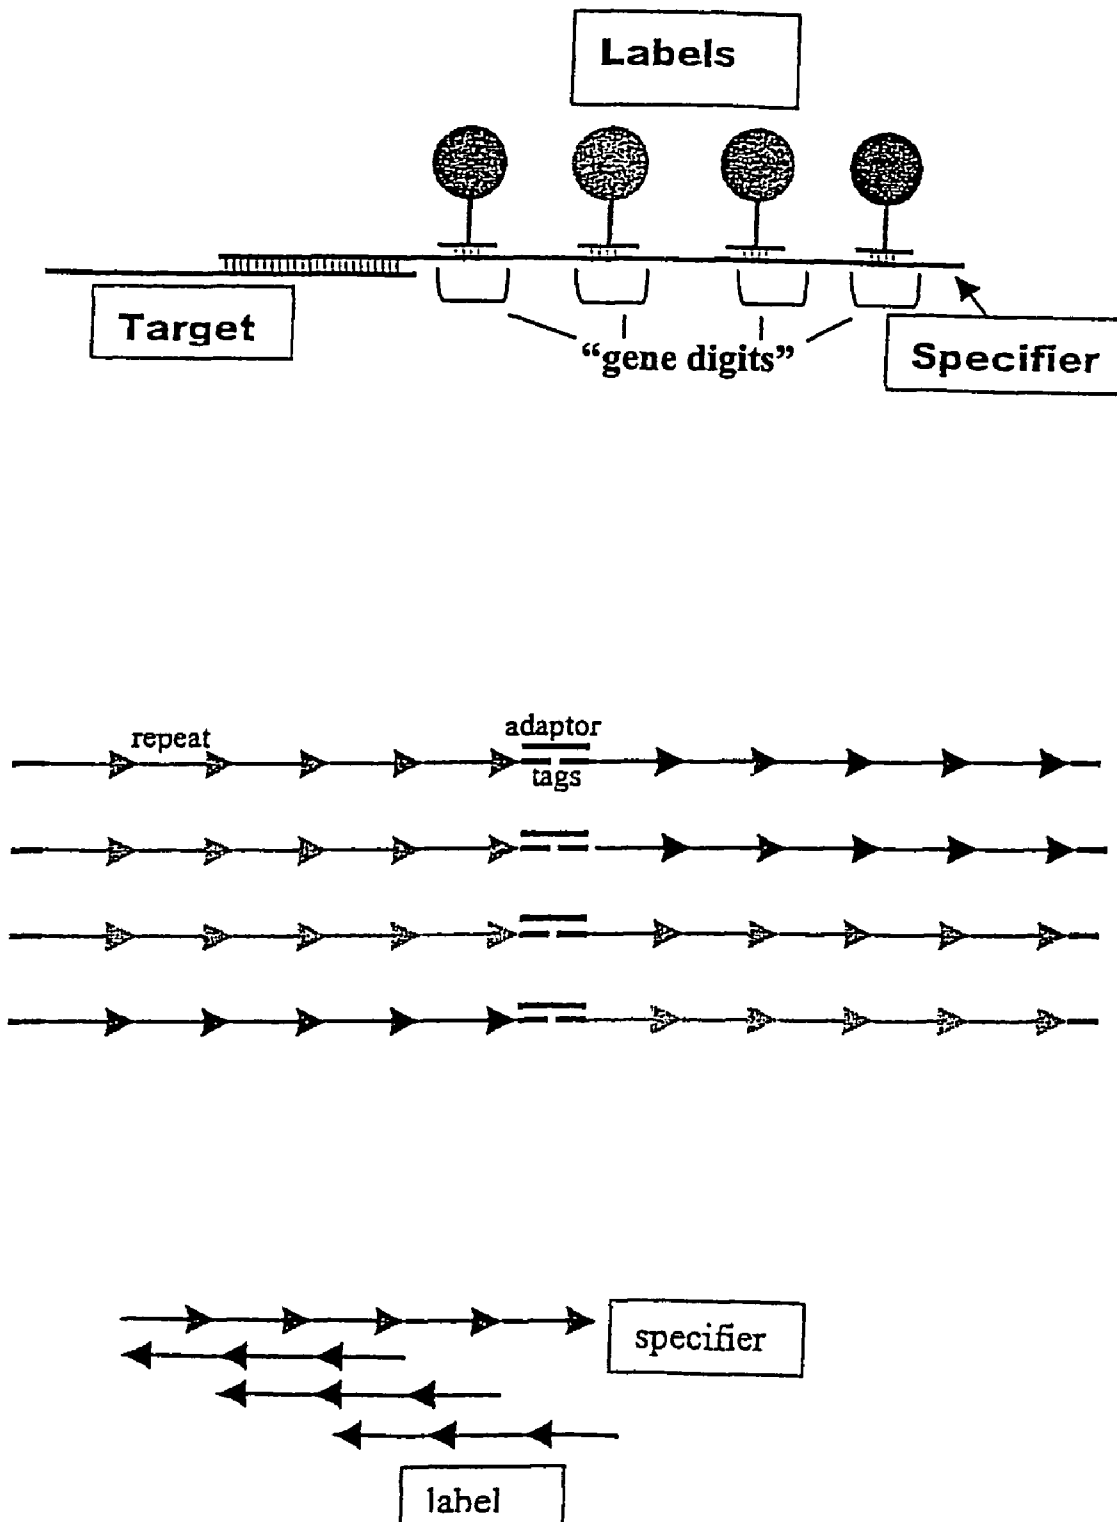 Labels
Target
“gene digits”
Specifier
repeat
adaptor
tags
specifier
label